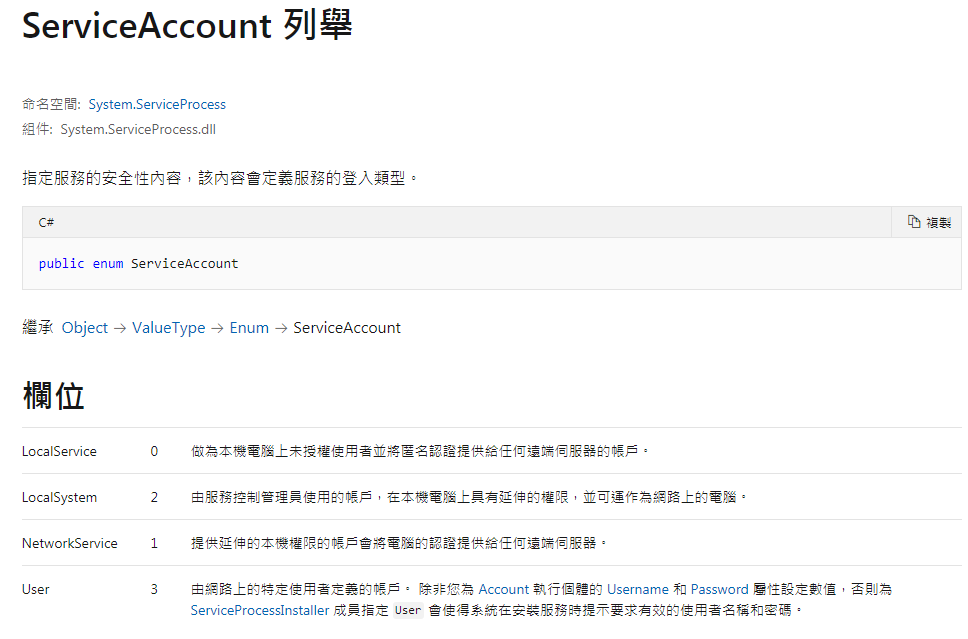 ServiceAccount 列舉
命名空間: System.ServiceProcess
組件: System.ServiceProcess.dll
指定服務的安全性內容，該內容會定義服務的登入類型。
C# 複製
public enum ServiceAccount
繼承 Object → ValueType → Enum → ServiceAccount
欄位
LocalService 0 做為本機電腦上未授權使用者並將匿名認證提供給任何遠端伺服器的帳戶。
LocalSystem 2 由服務控制管理員使用的帳戶，在本機電腦上具有延伸的權限，並可運作為網路上的電腦。
NetworkService 1 提供延伸的本機權限的帳戶會將電腦的認證提供給任何遠端伺服器。
User 3 由網路上的特定使用者定義的帳戶。 除非您為 Account 執行個體的 Username 和 Password 屬性設定數值，否則為
ServiceProcessInstaller 成員指定 User 會使得系統在安裝服務時提示要求有效的使用者名稱和密碼。